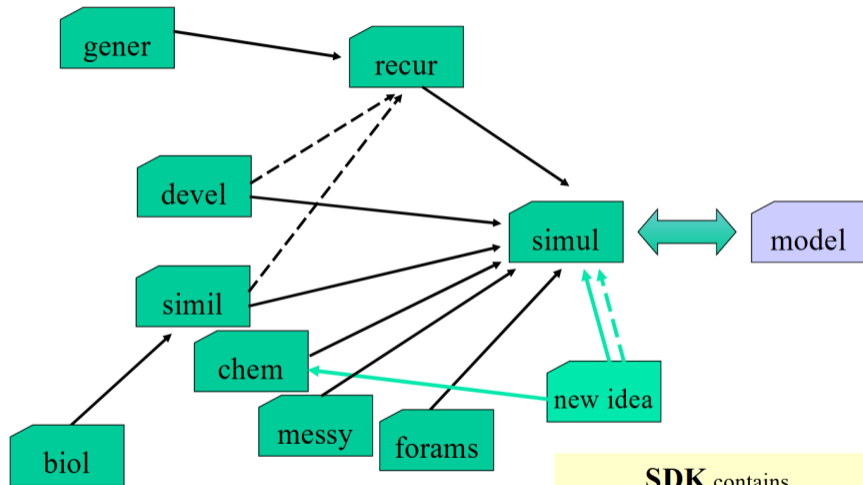 gener
recur
devel
simul
model
simil
chem
new idea
messy
forams
biol
SDK contains